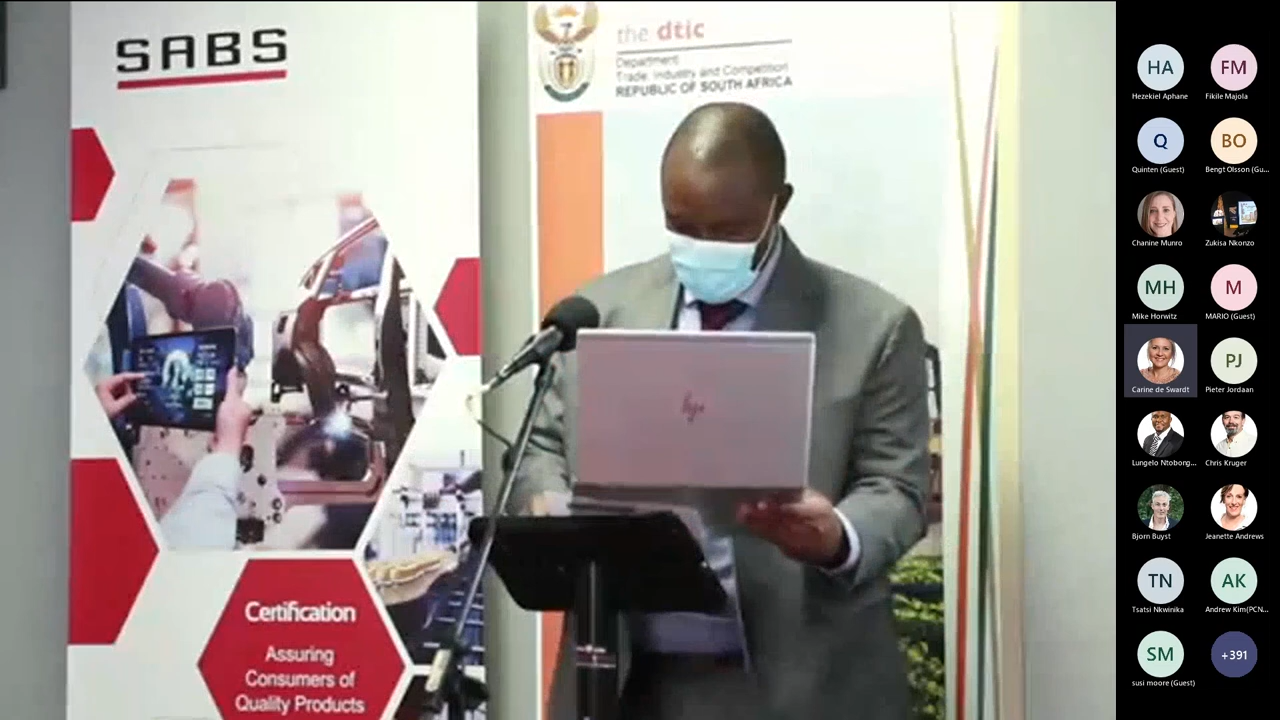 SABS
the dtic
Department:
Trade, Industry and Competition
REPUBLIC OF SOUTH AFRICA
hp
Certification
Assuring
Consumers of
Quality Products
HA
FM
Hezekiel Aphane
Fikile Majola
Q
BO
Quinten (Guest)
Bengt Olsson (Gu...
Chanine Munro
Zukisa Nkonzo
MH
M
Mike Horwitz
MARIO (Guest)
PJ
Carine de Swardt
Pieter Jordaan
Lungelo Ntobong...
Chris Kruger
Bjorn Buyst
Jeanette Andrews
TN
AK
Tsatsi Nkwinika
Andrew Kim(PCN...
SM
+391
susi moore (Guest)